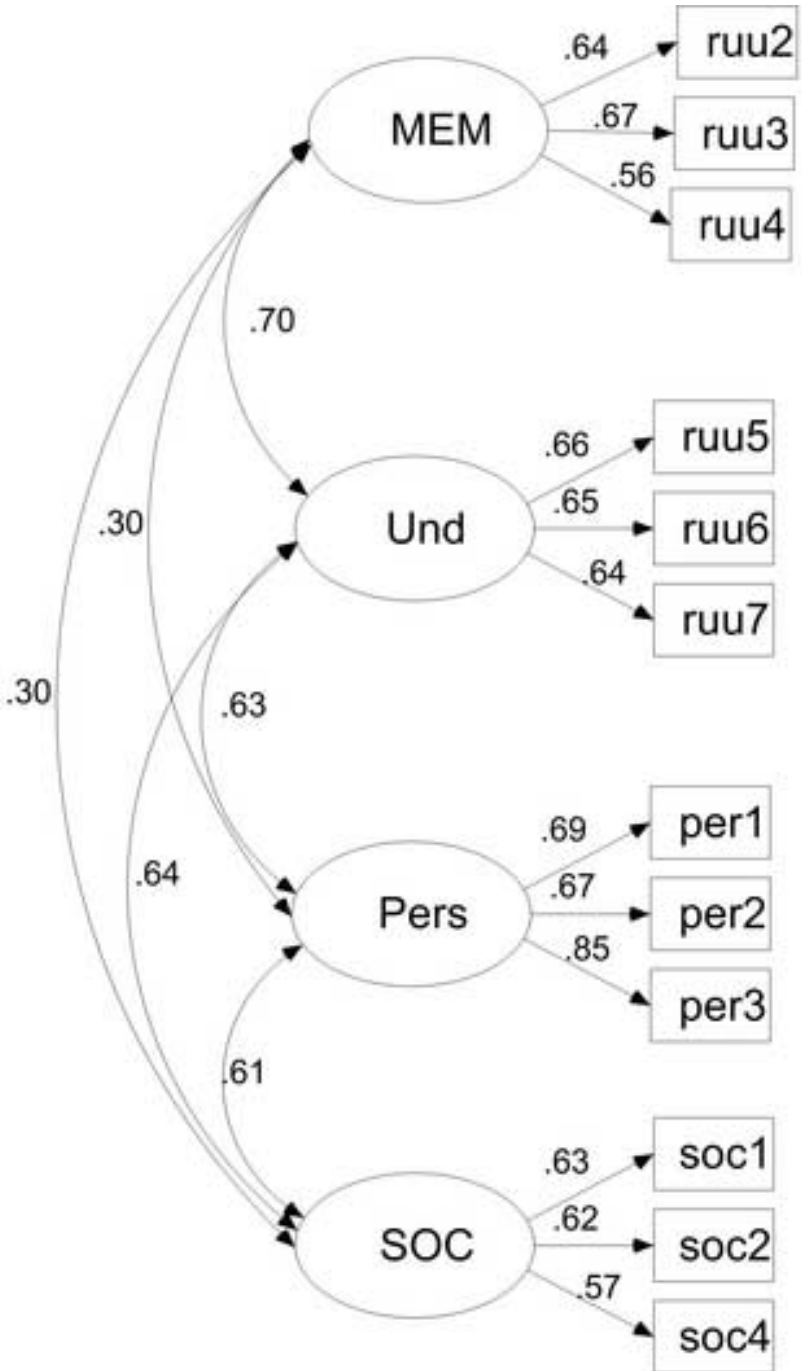 .64
ruu2
MEM
.67
ruu3
.56
ruu4
.70
.66
ruu5
.30
Und
.65
ruu6
.64
ruu7
.30
.63
.69
per1
.64
Pers
.67
per2
.85
per3
.61
.63
soc1
SOC
.62
soc2
.57
soc4